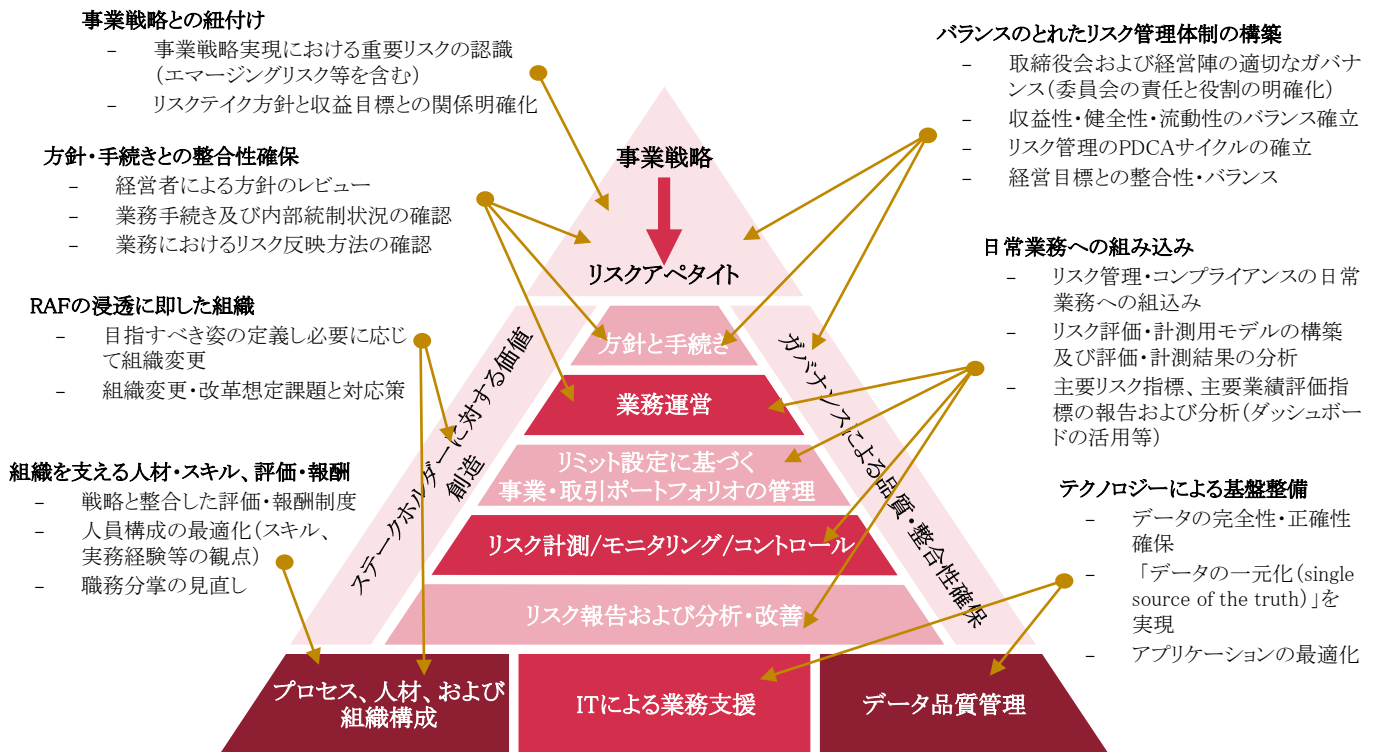 事業戦略との紐付け
－ 事業戦略実現における重要リスクの認識
（エマージングリスク等を含む）
－ リスクテイク方針と収益目標との関係明確化
方針・手続きとの整合性確保
－ 経営者による方針のレビュー
－ 業務手続き及び内部統制状況の確認
－ 業務におけるリスク反映方法の確認
RAFの浸透に即した組織
－ 目指すべき姿の定義し必要に応じ
て組織変更
－ 組織変更・改革想定課題と対応策
組織を支える人材・スキル、評価・報酬
－ 戦略と整合した評価・報酬制度
－ 人員構成の最適化（スキル、
実務経験等の観点）
－ 職務分掌の見直し
事業戦略
リスクアペタイト
ステークホルダーに対する価値
創造
ガバナンスによる品質・整合性確保
方針と手続き
業務運営
リミット設定に基づく
事業・取引ポートフォリオの管理
リスク計測/モニタリング/コントロール
リスク報告および分析・改善
プロセス、人材、および
組織構成
ITによる業務支援
データ品質管理
バランスのとれたリスク管理体制の構築
－ 取締役会および経営陣の適切なガバナ
ンス（委員会の責任と役割の明確化）
－ 収益性・健全性・流動性のバランス確立
－ リスク管理のPDCAサイクルの確立
－ 経営目標との整合性・バランス
日常業務への組み込み
－ リスク管理・コンプライアンスの日常
業務への組込み
－ リスク評価・計測用モデルの構築
及び評価・計測結果の分析
－ 主要リスク指標、主要業績評価指
標の報告および分析（ダッシュボー
ドの活用等）
テクノロジーによる基盤整備
－ データの完全性・正確性
確保
－ 「データの一元化（single
source of the truth）」を
実現
－ アプリケーションの最適化